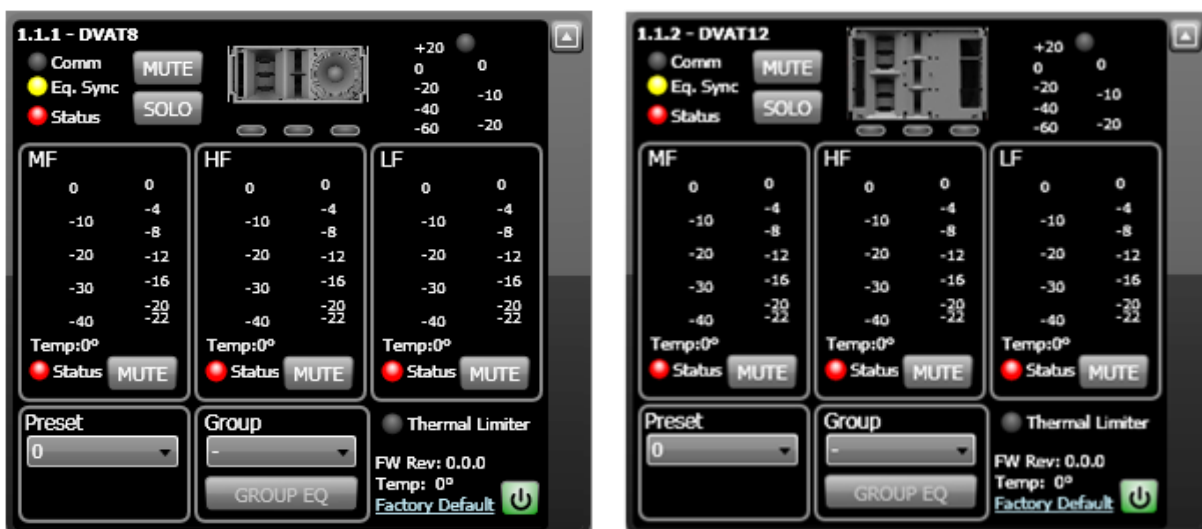 1.1.1 - DVAT8
Comm
MUTE
Eq. Sync
SOLO
Status
+20
0 0
-20
-10
-40
-60 -20
MF
0 0
-4
-10
-8
-20 -12
-30 -16
-20
-40 -22
Temp:0º
Status MUTE
HF
0 0
-4
-10
-8
-20 -12
-30 -16
-20
-40 -22
Temp:0º
Status MUTE
LF
0 0
-4
-10
-8
-20 -12
-30 -16
-20
-40 -22
Temp:0º
Status MUTE
Preset
0
Group
-
GROUP EQ
Thermal Limiter
FW Rev: 0.0.0
Temp: 0º
Factory Default
1.1.2 - DVAT12
Comm
MUTE
Eq. Sync
SOLO
Status
+20
0 0
-20
-10
-40
-60 -20
MF
0 0
-4
-10
-8
-20 -12
-30 -16
-20
-40 -22
Temp:0º
Status MUTE
HF
0 0
-4
-10
-8
-20 -12
-30 -16
-20
-40 -22
Temp:0º
Status MUTE
LF
0 0
-4
-10
-8
-20 -12
-30 -16
-20
-40 -22
Temp:0º
Status MUTE
Preset
0
Group
-
GROUP EQ
Thermal Limiter
FW Rev: 0.0.0
Temp: 0º
Factory Default